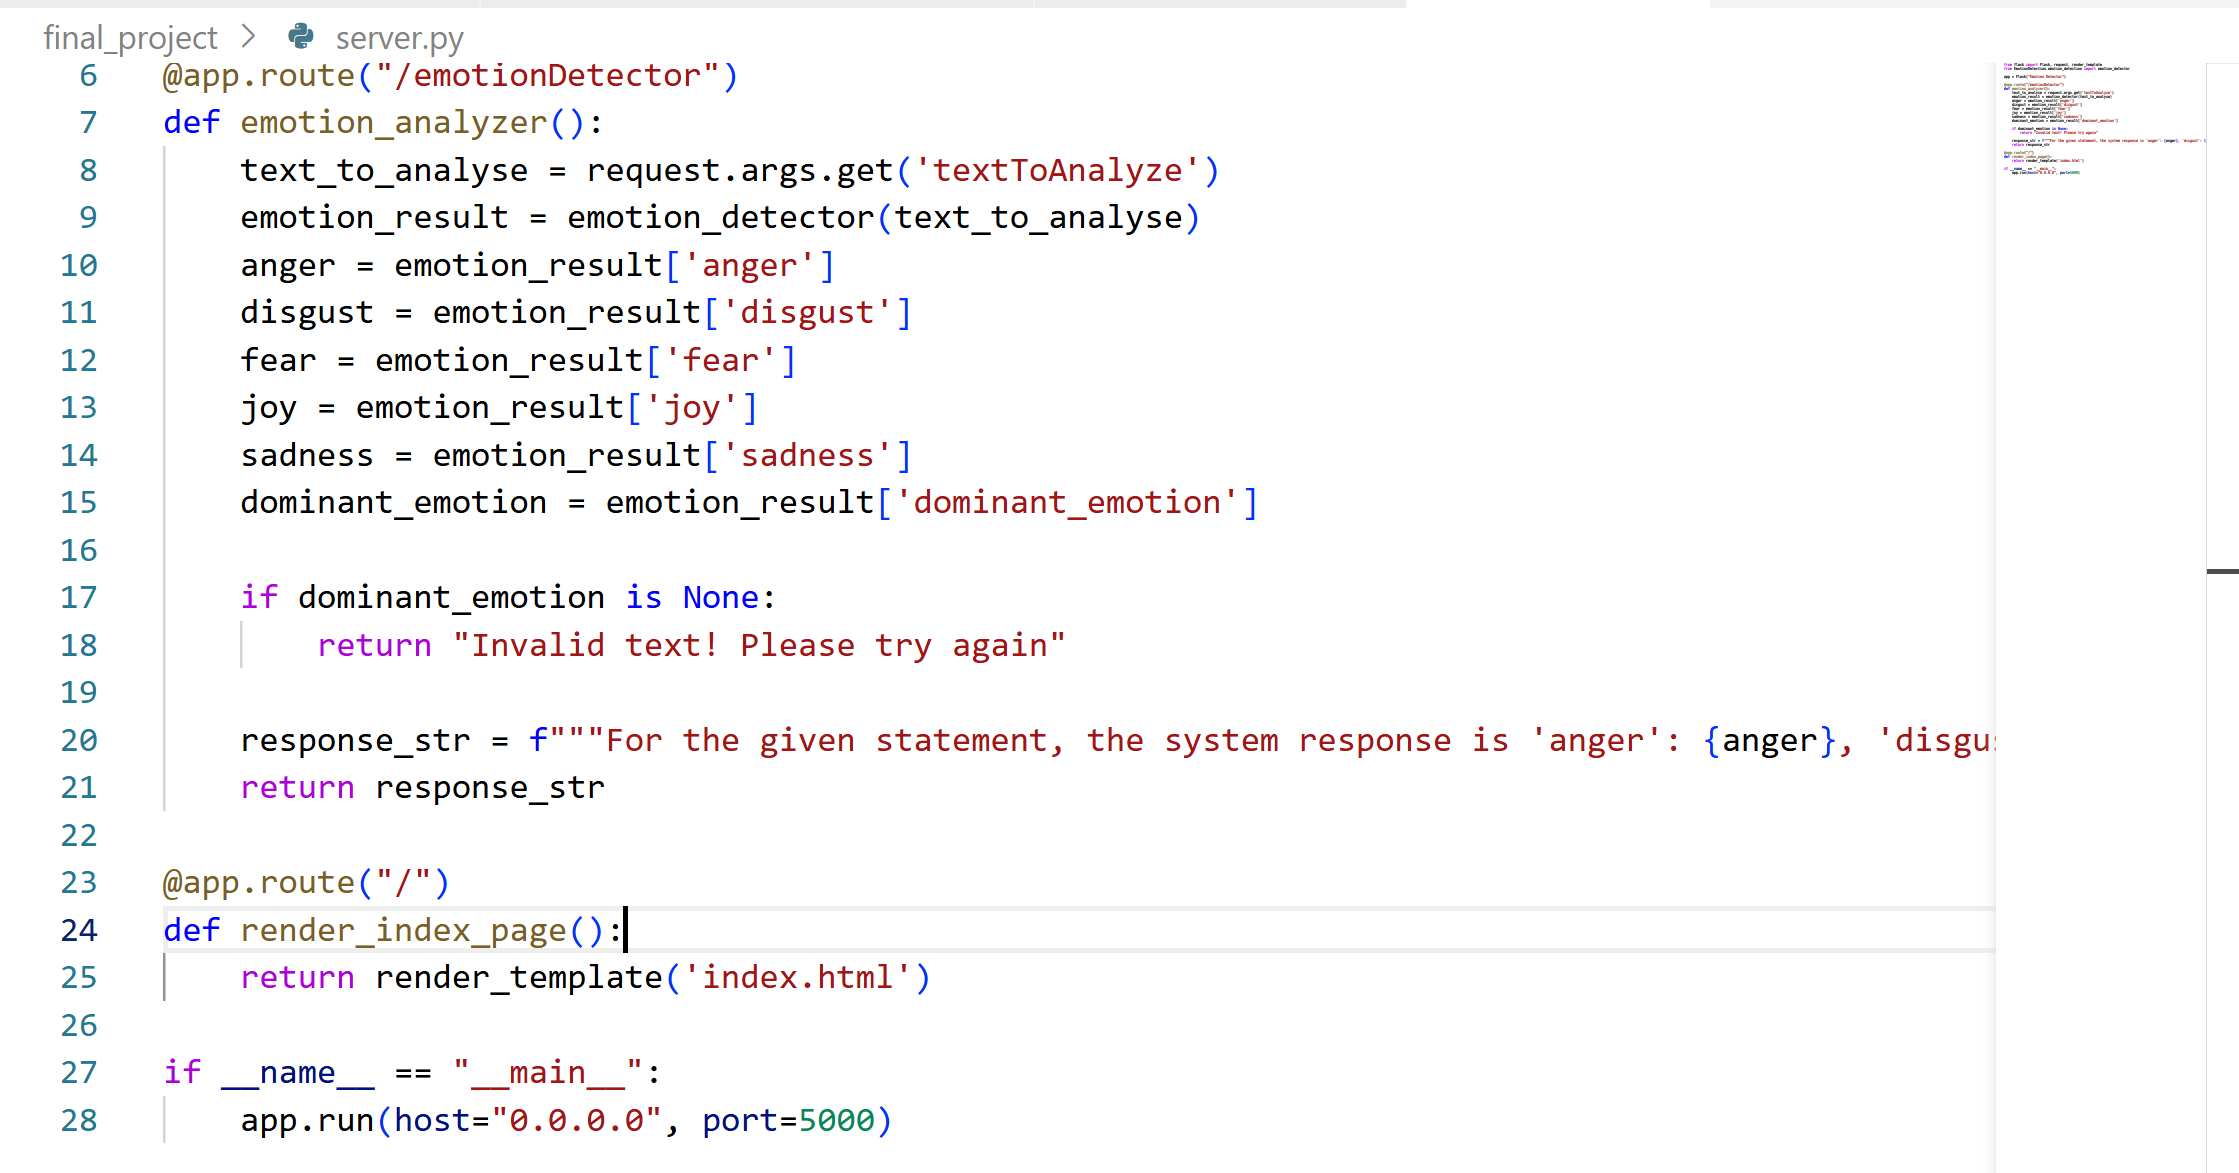 final_project > server.py
6 @app.route("/emotionDetector")
7 def emotion_analyzer():
8     text_to_analyse = request.args.get('textToAnalyze')
9     emotion_result = emotion_detector(text_to_analyse)
10     anger = emotion_result['anger']
11     disgust = emotion_result['disgust']
12     fear = emotion_result['fear']
13     joy = emotion_result['joy']
14     sadness = emotion_result['sadness']
15     dominant_emotion = emotion_result['dominant_emotion']
16
17     if dominant_emotion is None:
18         return "Invalid text! Please try again"
19
20     response_str = f"""For the given statement, the system response is 'anger': {anger}, 'disgu
21     return response_str
22
23 @app.route("/")
24 def render_index_page():
25     return render_template('index.html')
26
27 if __name__ == "__main__":
28     app.run(host="0.0.0.0", port=5000)